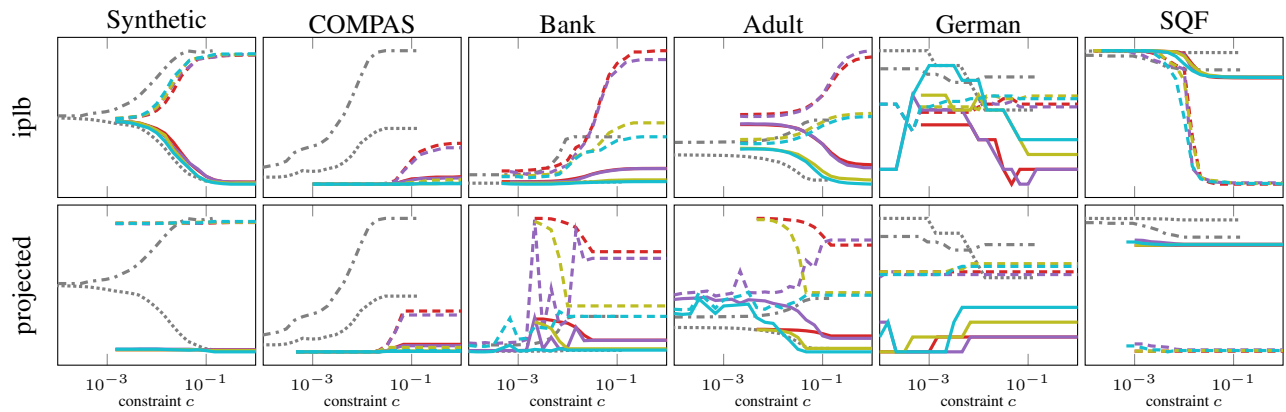 Synthetic COMPAS Bank Adult German SQF
iplb
projected
10⁻³ 10⁻¹ 10⁻³ 10⁻¹ 10⁻³ 10⁻¹ 10⁻³ 10⁻¹ 10⁻³ 10⁻¹ 10⁻³ 10⁻¹
constraint c constraint c constraint c constraint c constraint c constraint c